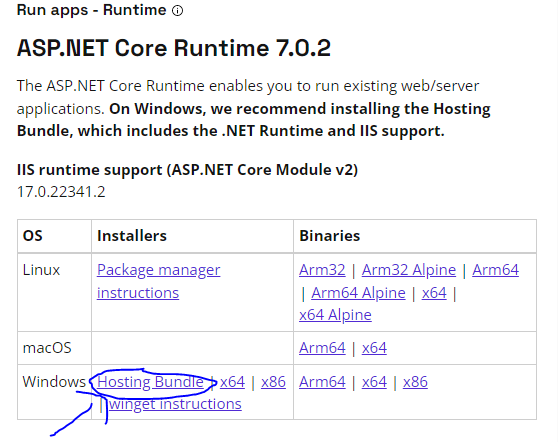 Run apps - Runtime
ASP.NET Core Runtime 7.0.2
The ASP.NET Core Runtime enables you to run existing web/server
applications. On Windows, we recommend installing the Hosting
Bundle, which includes the .NET Runtime and IIS support.
IIS runtime support (ASP.NET Core Module v2)
17.0.22341.2
OS Installers Binaries
Linux Package manager Arm32 | Arm32 Alpine | Arm64
instructions | Arm64 Alpine | x64 |
x64 Alpine
macOS Arm64 | x64
Windows Hosting Bundle | x64 | x86 Arm64 | x64 | x86
| winget instructions